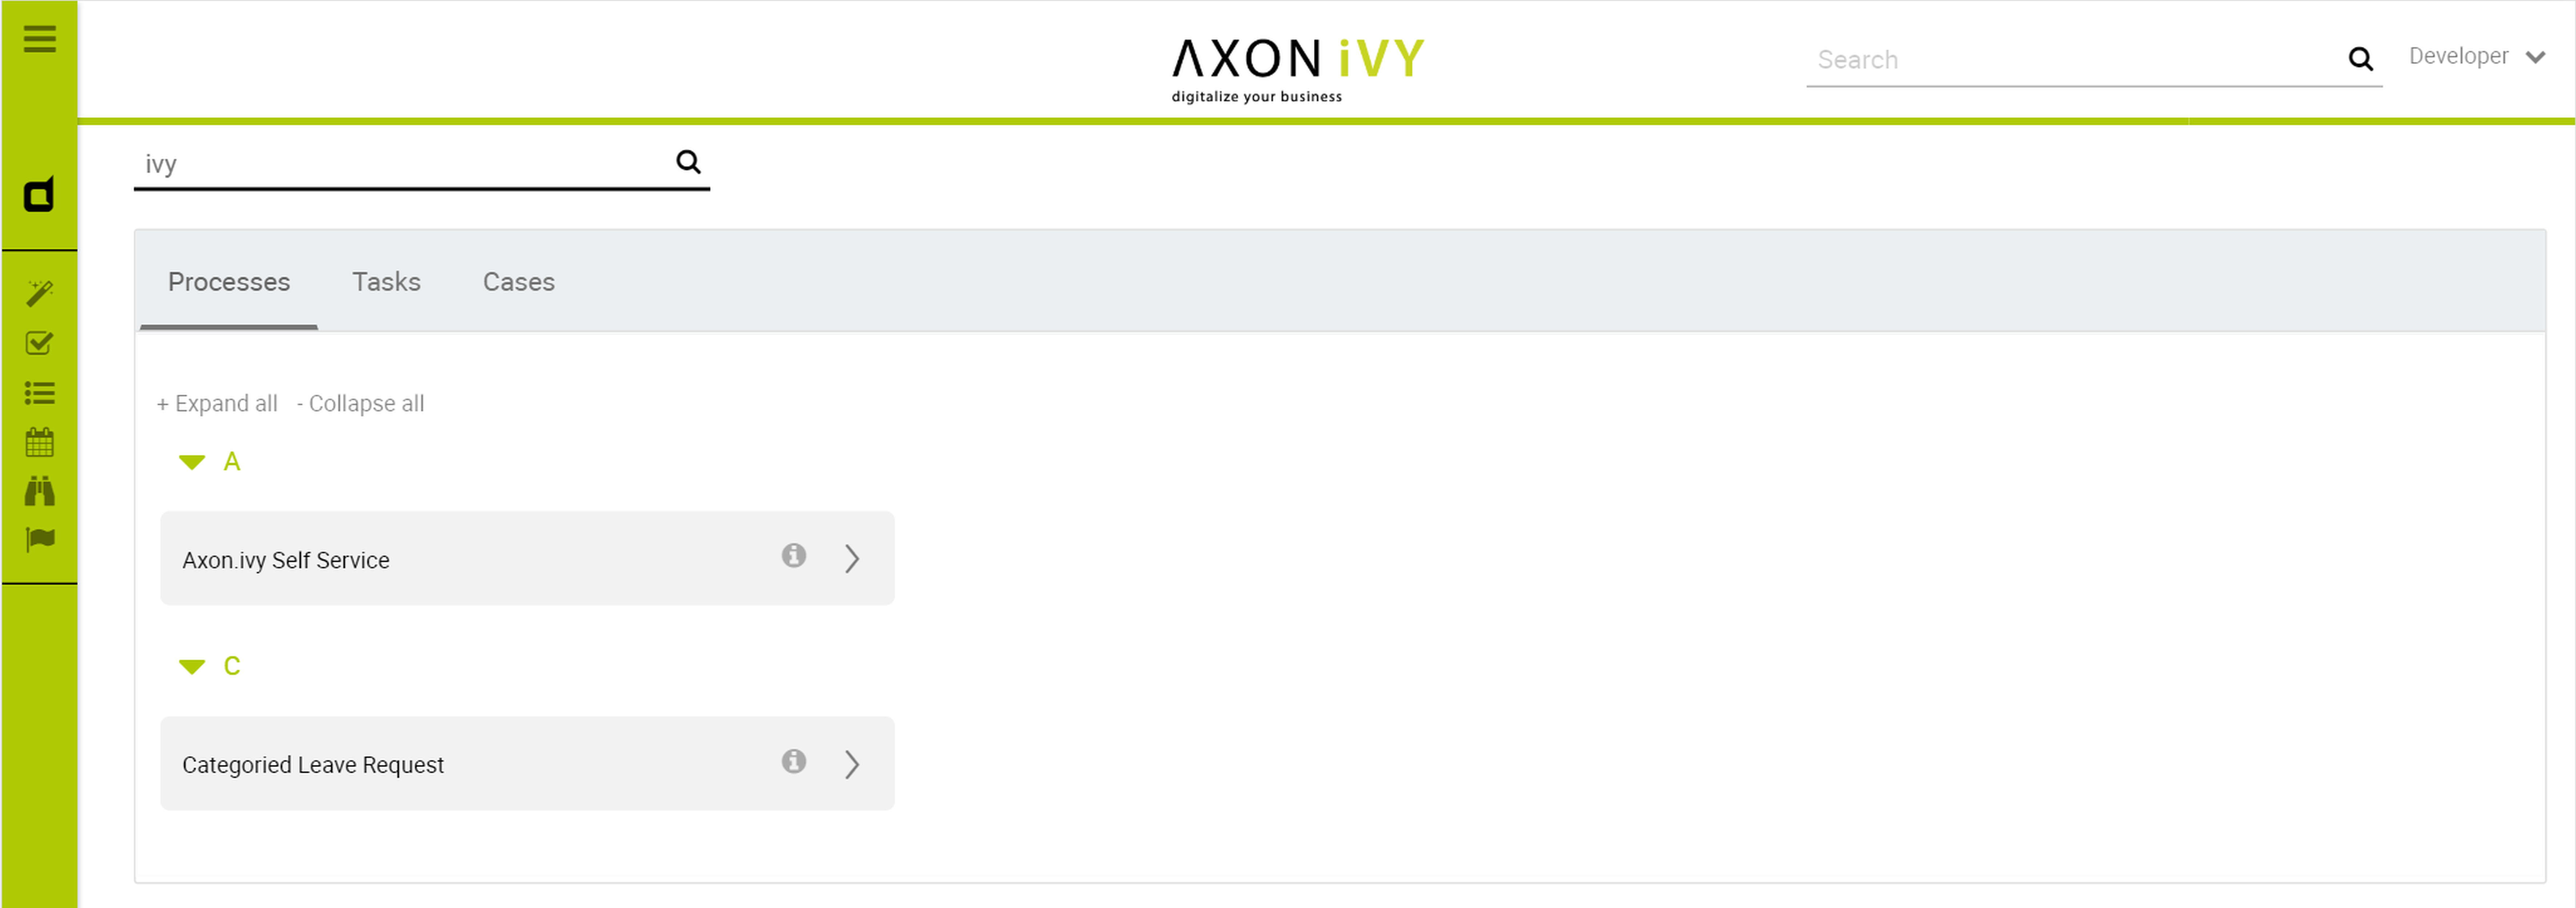 AXON iVY
digitalize your business
Search
Developer
ivy
Processes Tasks Cases
+ Expand all - Collapse all
A
Axon.ivy Self Service
C
Categoried Leave Request